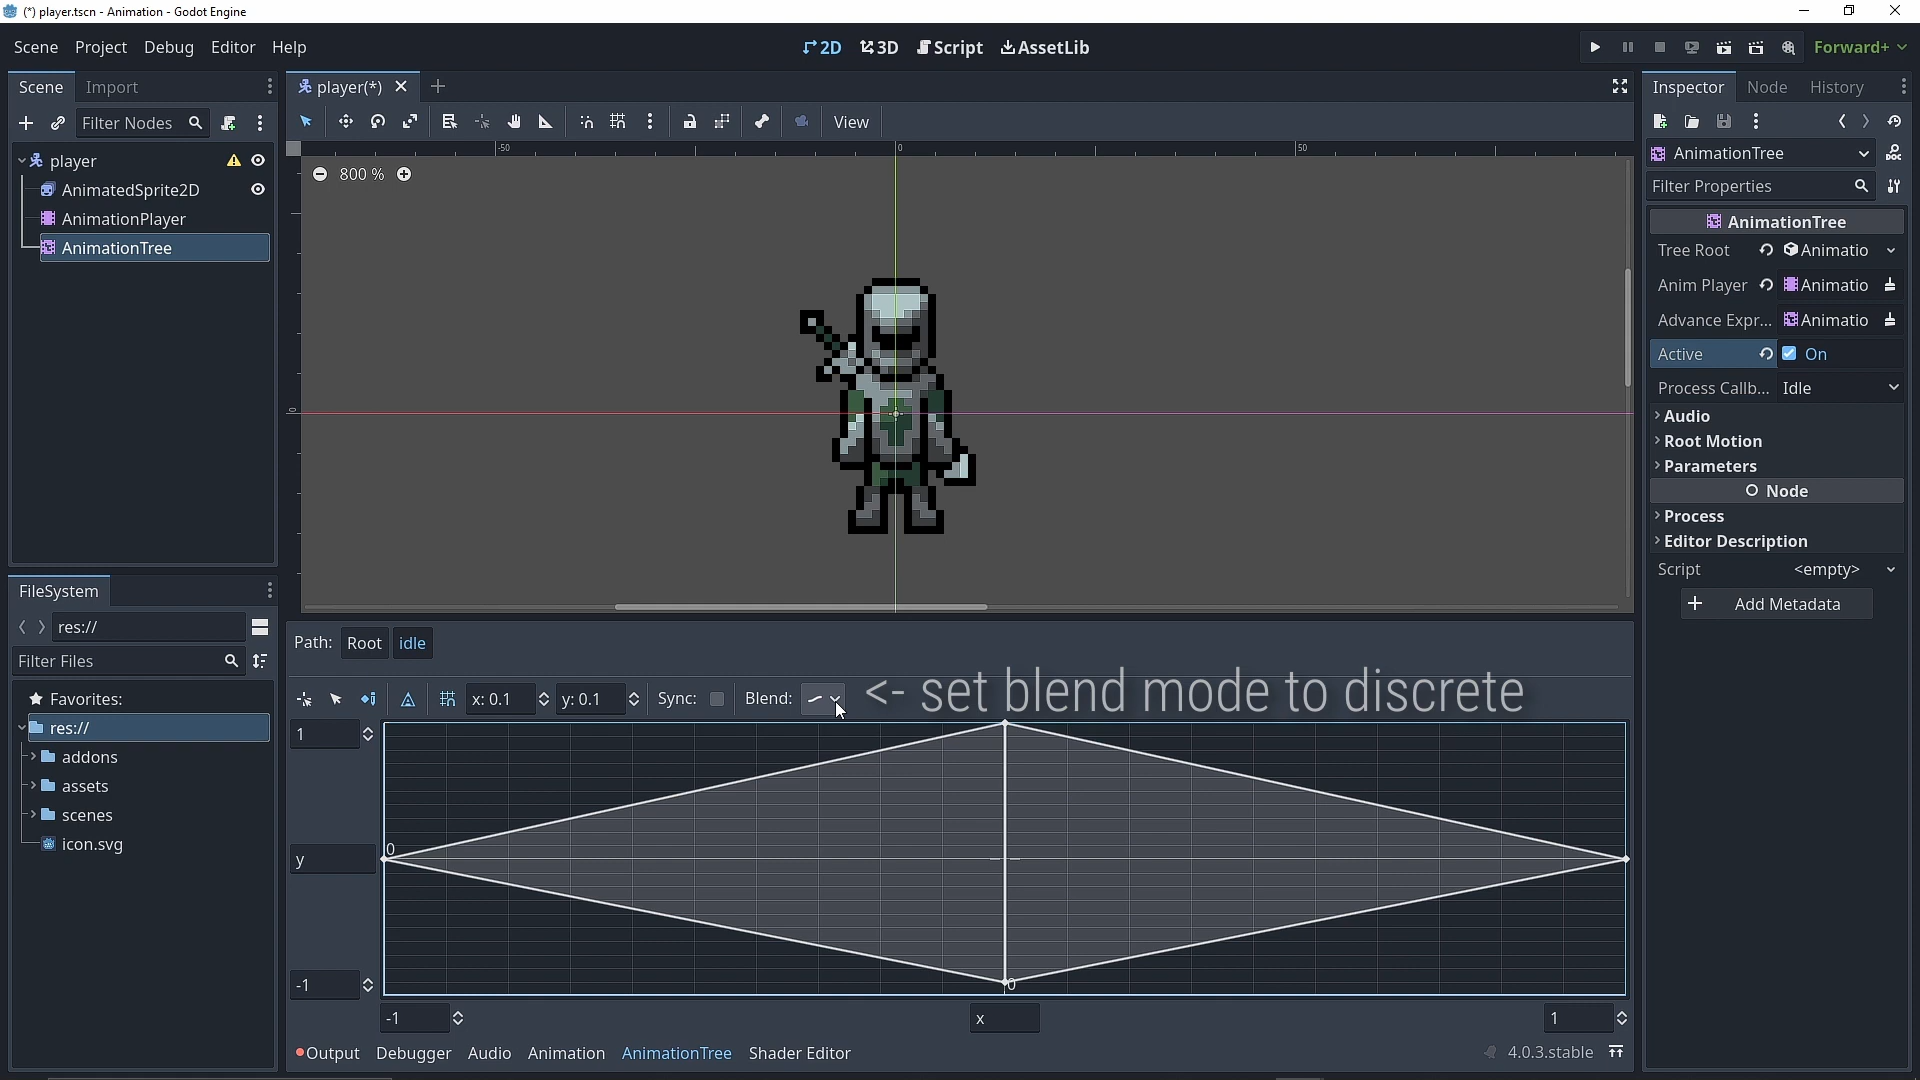 (*) player.tscn - Animation - Godot Engine
Scene Project Debug Editor Help
2D 3D Script AssetLib
Forward+
Scene Import
player(*)
Inspector Node History
Filter Nodes
View
player
AnimatedSprite2D
AnimationPlayer
AnimationTree
-50 0 50
800 %
0
AnimationTree
DOC
Filter Properties
AnimationTree
Tree Root Animatio
Anim Player Animatio
Advance Expr... Animatio
Active On
Process Callb... Idle
Audio
Root Motion
Parameters
Node
Process
Editor Description
Script <empty>
Add Metadata
FileSystem
res://
Filter Files
Favorites:
res://
addons
assets
scenes
icon.svg
Path: Root idle
x: 0.1 y: 0.1 Sync: Blend:
<- set blend mode to discrete
1
0
y
-1
0
-1 x 1
Output Debugger Audio Animation AnimationTree Shader Editor
4.0.3.stable